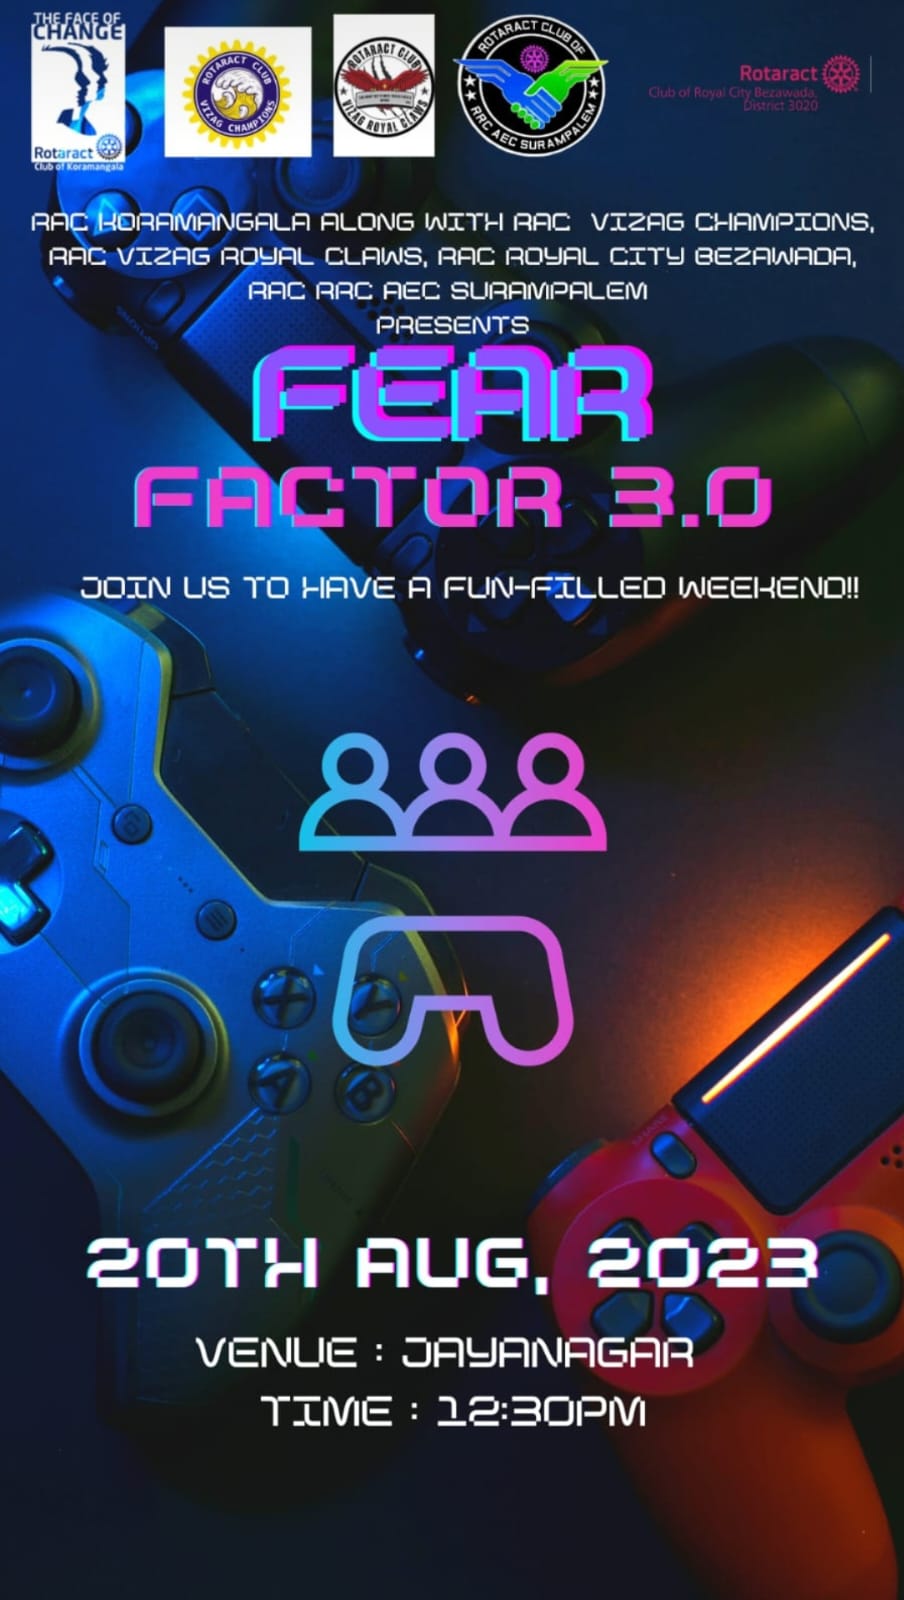 THE FACE OF
CHANGE
Rotaract
Club of Koramangala
ROTARACT CLUB
VIZAG CHAMPIONS
ROTARACT CLUB
VIZAG ROYAL CLAWS
ROTARACT CLUB OF
RRC AEC SURAMPALEM
Rotaract
Club of Royal City Bezawada,
District 3020
RAC KORAMANGALA ALONG WITH RAC VIZAG CHAMPIONS,
RAC VIZAG ROYAL CLAWS, RAC ROYAL CITY BEZAWADA,
RAC RRC AEC SURAMPALEM
PRESENTS
FEAR
FACTOR 3.0
JOIN US TO HAVE A FUN-FILLED WEEKEND!!
X Y
A B
SHARE
20TH AUG, 2023
VENUE : JAYANAGAR
TIME : 12:30PM